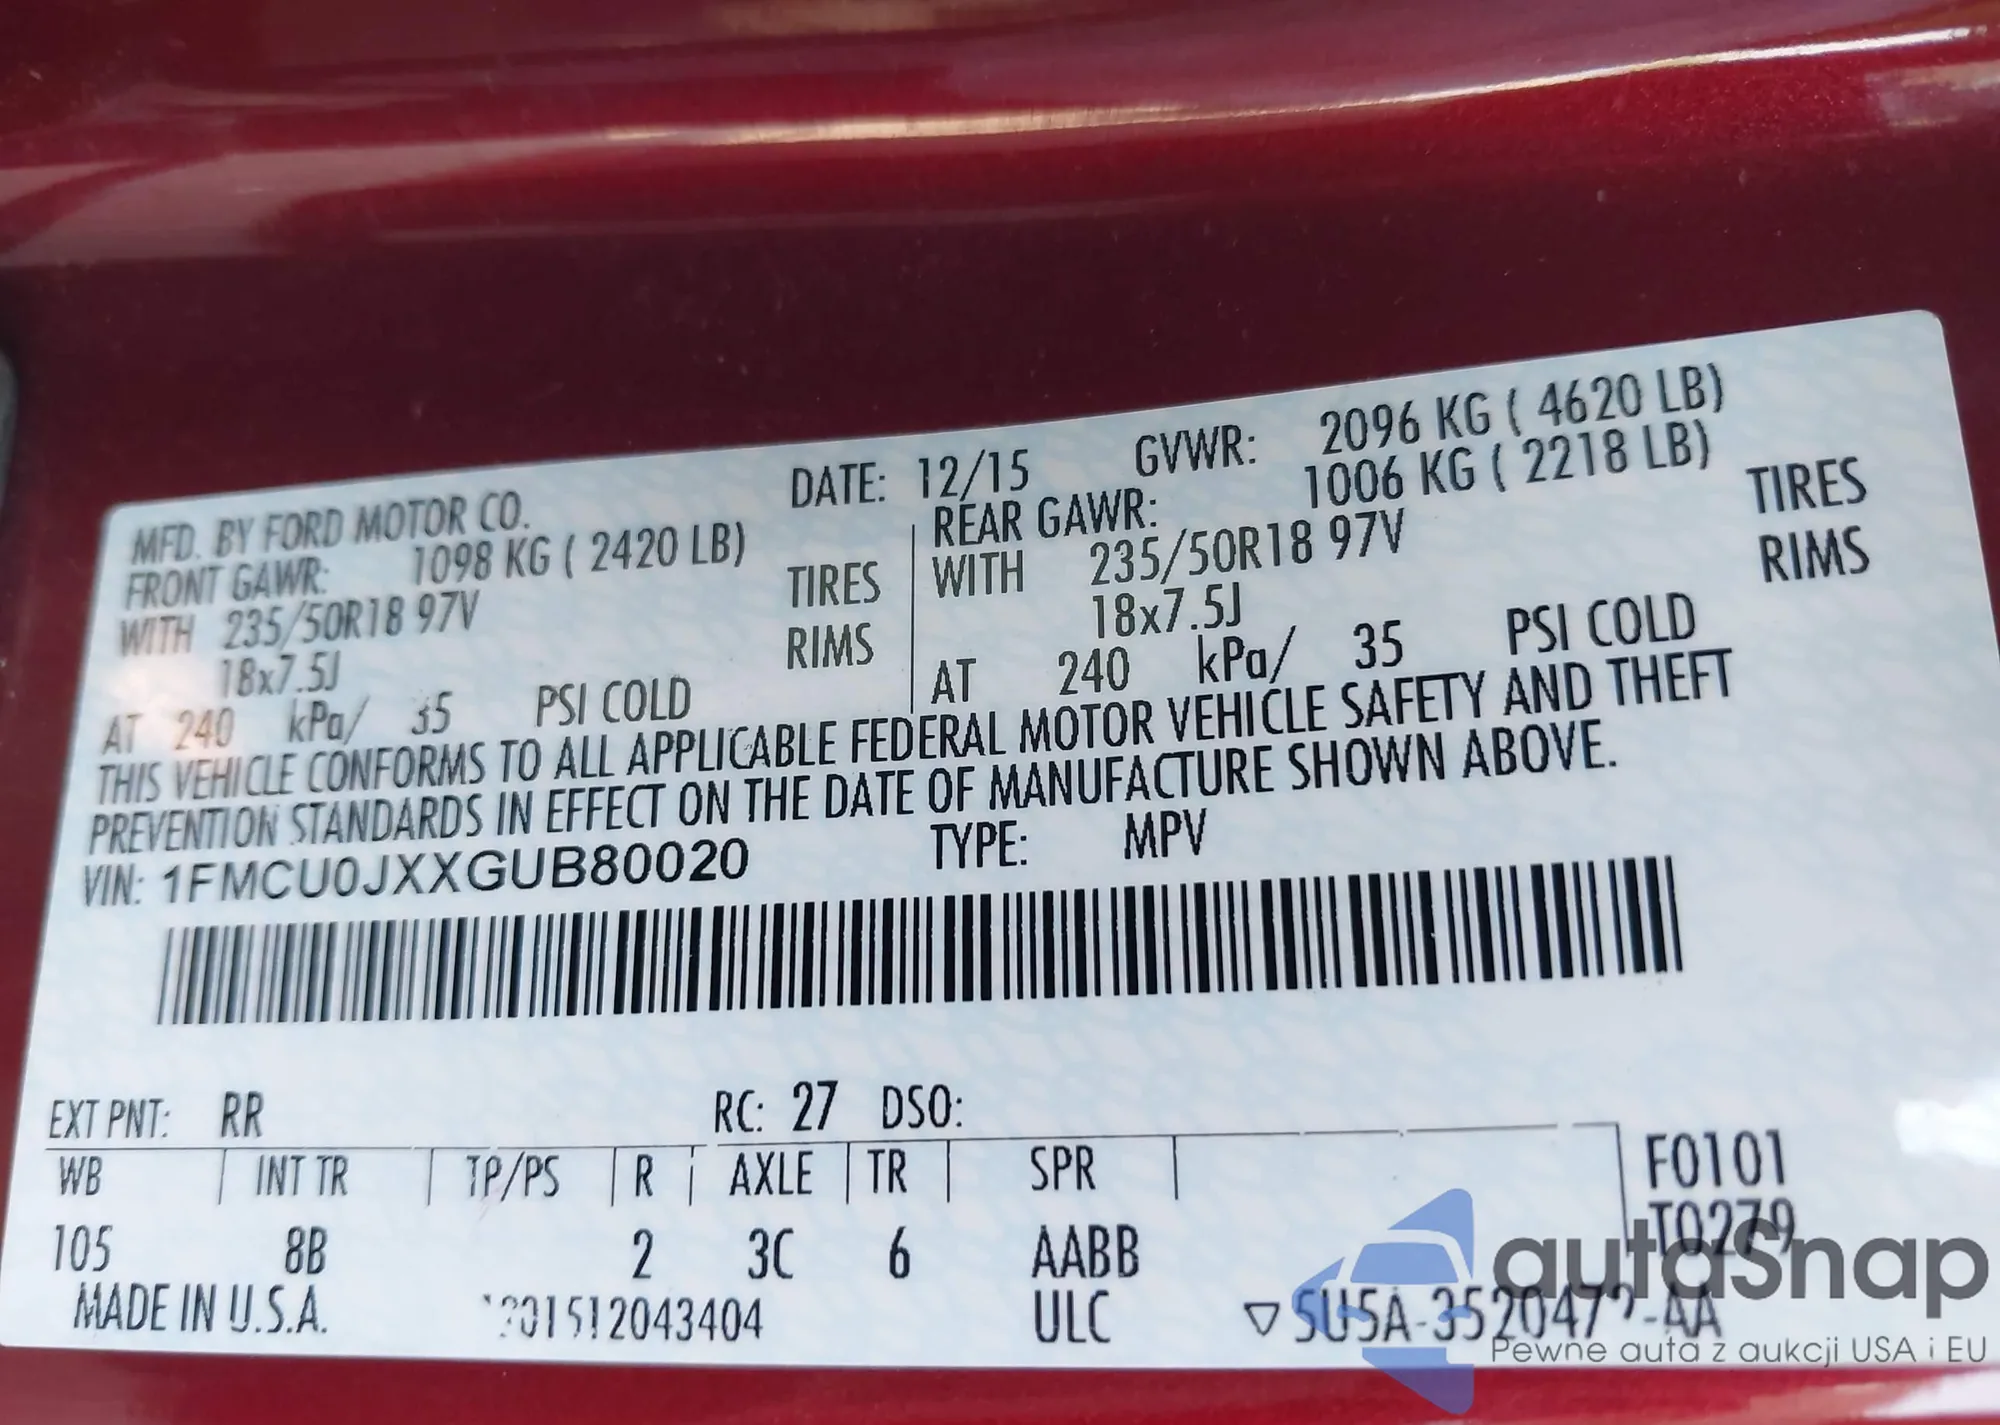 MFD. BY FORD MOTOR CO. DATE: 12/15 GVWR: 2096 KG ( 4620 LB)
FRONT GAWR: 1098 KG ( 2420 LB) REAR GAWR: 1006 KG ( 2218 LB)
WITH 235/50R18 97V TIRES WITH 235/50R18 97V TIRES
18x7.5J RIMS 18x7.5J RIMS
AT 240 kPa/ 35 PSI COLD AT 240 kPa/ 35 PSI COLD
THIS VEHICLE CONFORMS TO ALL APPLICABLE FEDERAL MOTOR VEHICLE SAFETY AND THEFT
PREVENTION STANDARDS IN EFFECT ON THE DATE OF MANUFACTURE SHOWN ABOVE.
VIN: 1FMCU0JXXGUB80020 TYPE: MPV
EXT PNT: RR RC: 27 DSO:
WB INT TR TP/PS R AXLE TR SPR F0101
T0279
105 8B 2 3C 6 AABB
MADE IN U.S.A. ULC
autoSnap
Pewne auta z aukcji USA i EU